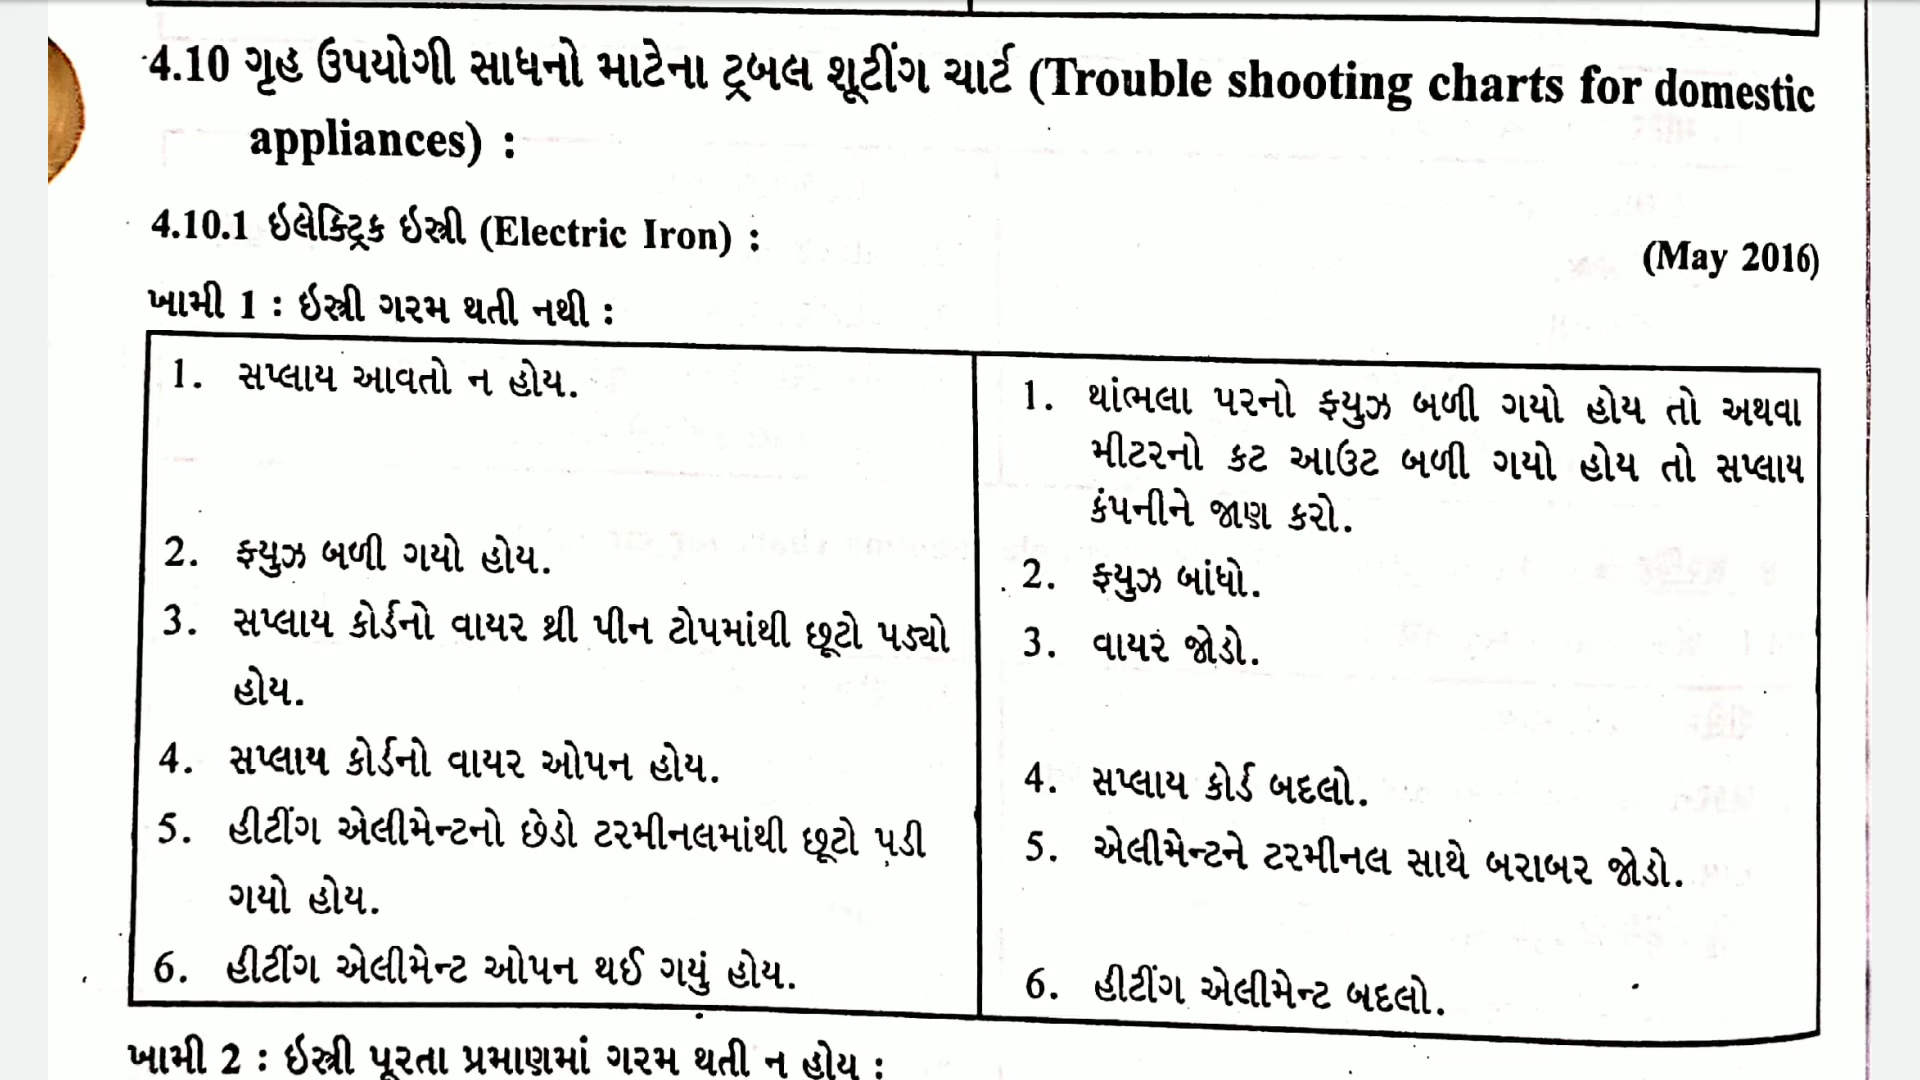 4.10 ગૃહ ઉપયોગી સાધનો માટેના ટ્રબલ શૂટીંગ ચાર્ટ (Trouble shooting charts for domestic
appliances) :
4.10.1 ઇલેક્ટ્રિક ઇસ્ત્રી (Electric Iron) :
(May 2016)
ખામી 1 : ઇસ્ત્રી ગરમ થતી નથી :
1. સપ્લાય આવતો ન હોય.
2. ફ્યુઝ બળી ગયો હોય.
3. સપ્લાય કોર્ડનો વાયર થ્રી પીન ટોપમાંથી છૂટો પડ્યો
હોય.
4. સપ્લાય કોર્ડનો વાયર ઓપન હોય.
5. હીટીંગ એલીમેન્ટનો છેડો ટરમીનલમાંથી છૂટો પડી
ગયો હોય.
6. હીટીંગ એલીમેન્ટ ઓપન થઈ ગયું હોય.
1. થાંભલા પરનો ફ્યુઝ બળી ગયો હોય તો અથવા
મીટરનો કટ આઉટ બળી ગયો હોય તો સપ્લાય
કંપનીને જાણ કરો.
2. ફ્યુઝ બાંધો.
3. વાયર જોડો.
4. સપ્લાય કોર્ડ બદલો.
5. એલીમેન્ટને ટરમીનલ સાથે બરાબર જોડો.
6. હીટીંગ એલીમેન્ટ બદલો.
ખામી 2 : ઇસ્ત્રી પૂરતા પ્રમાણમાં ગરમ થતી ન હોય :